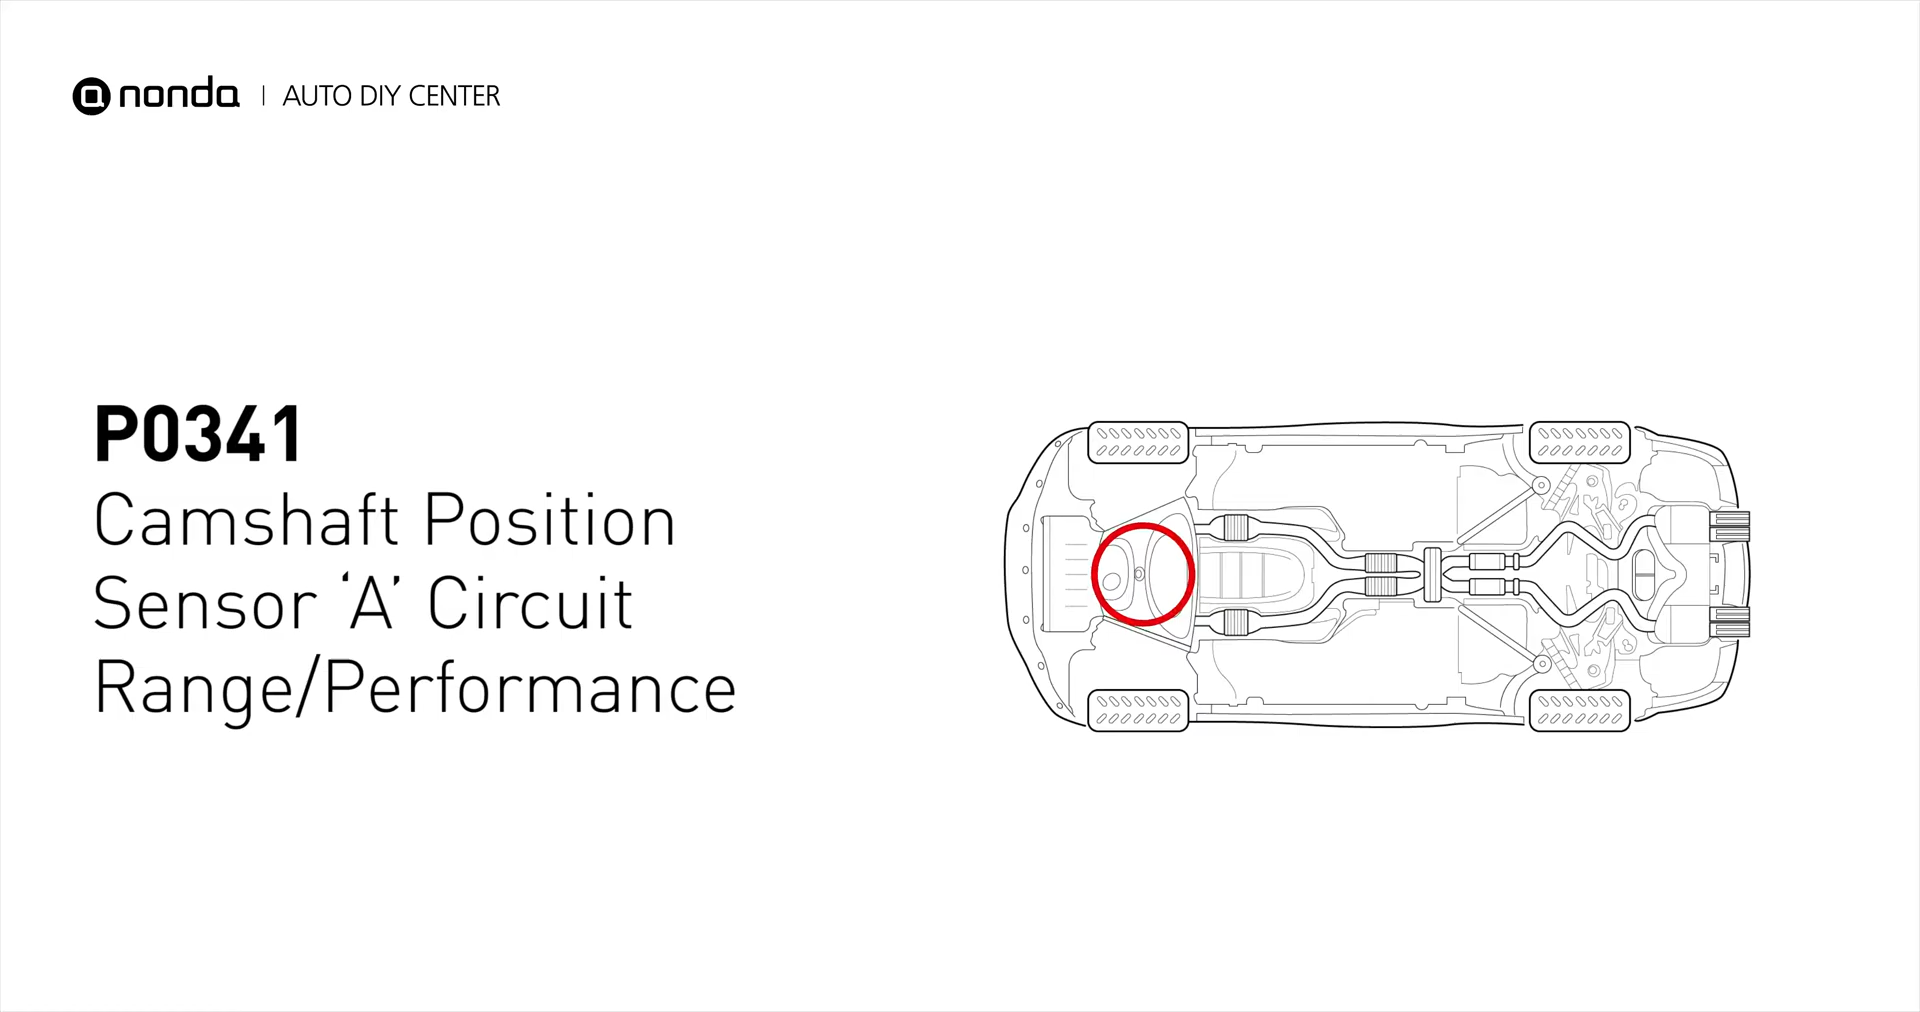 nonda | AUTO DIY CENTER
P0341
Camshaft Position
Sensor ‘A’ Circuit
Range/Performance